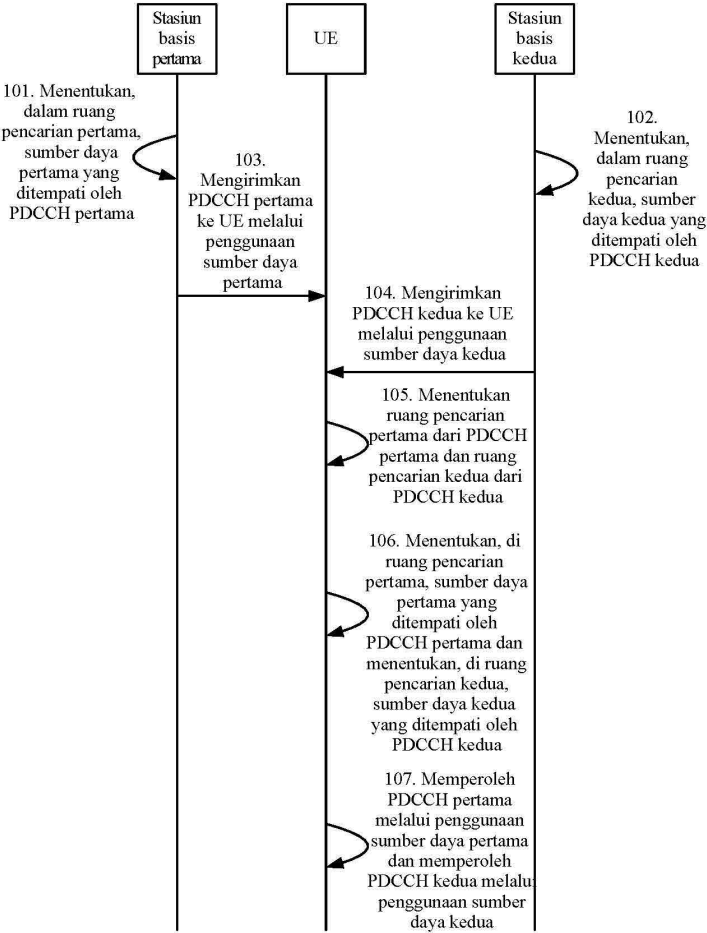 Stasiun
basis
pertama
UE
Stasiun
basis
kedua
101. Menentukan,
dalam ruang
pencarian pertama,
sumber daya
pertama yang
ditempati oleh
PDCCH pertama
102.
Menentukan,
dalam ruang
pencarian
kedua, sumber
daya kedua yang
ditempati oleh
PDCCH kedua
103.
Mengirimkan
PDCCH pertama
ke UE melalui
penggunaan
sumber daya
pertama
104. Mengirimkan
PDCCH kedua ke UE
melalui penggunaan
sumber daya kedua
105. Menentukan
ruang pencarian
pertama dari PDCCH
pertama dan ruang
pencarian kedua dari
PDCCH kedua
106. Menentukan, di
ruang pencarian
pertama, sumber daya
pertama yang
ditempati oleh
PDCCH pertama dan
menentukan, di ruang
pencarian kedua,
sumber daya kedua
yang ditempati oleh
PDCCH kedua
107. Memperoleh
PDCCH pertama
melalui penggunaan
sumber daya pertama
dan memperoleh
PDCCH kedua melalui
penggunaan sumber
daya kedua